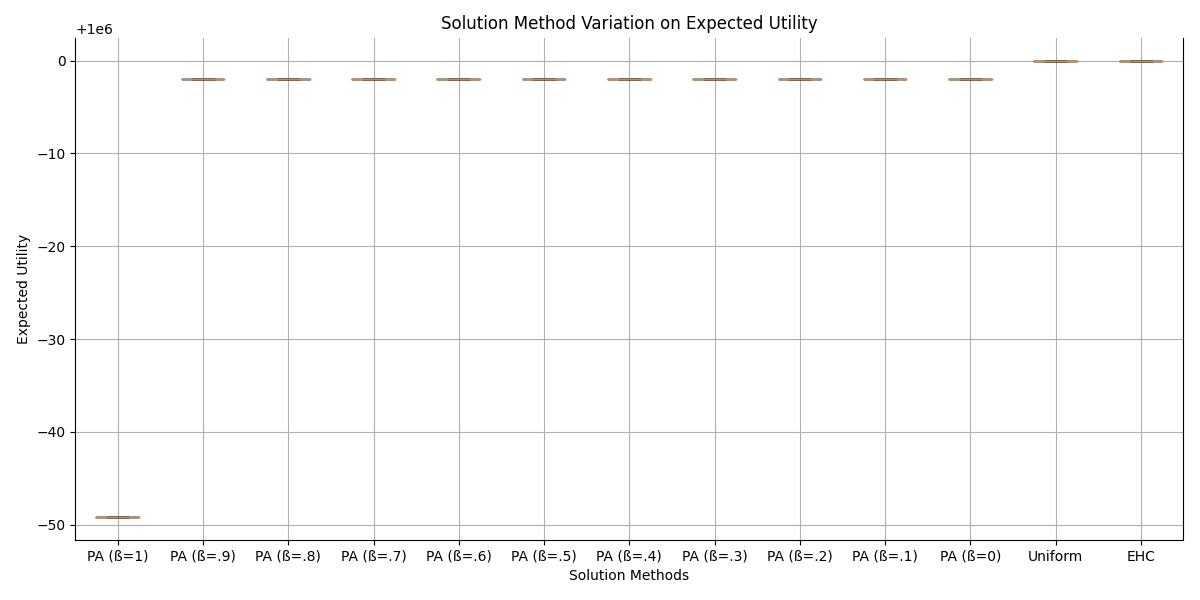 Solution Method Variation on Expected Utility
+1e6
0
−10
−20
−30
−40
−50
Expected Utility
PA (ß=1) PA (ß=.9) PA (ß=.8) PA (ß=.7) PA (ß=.6) PA (ß=.5) PA (ß=.4) PA (ß=.3) PA (ß=.2) PA (ß=.1) PA (ß=0) Uniform EHC
Solution Methods